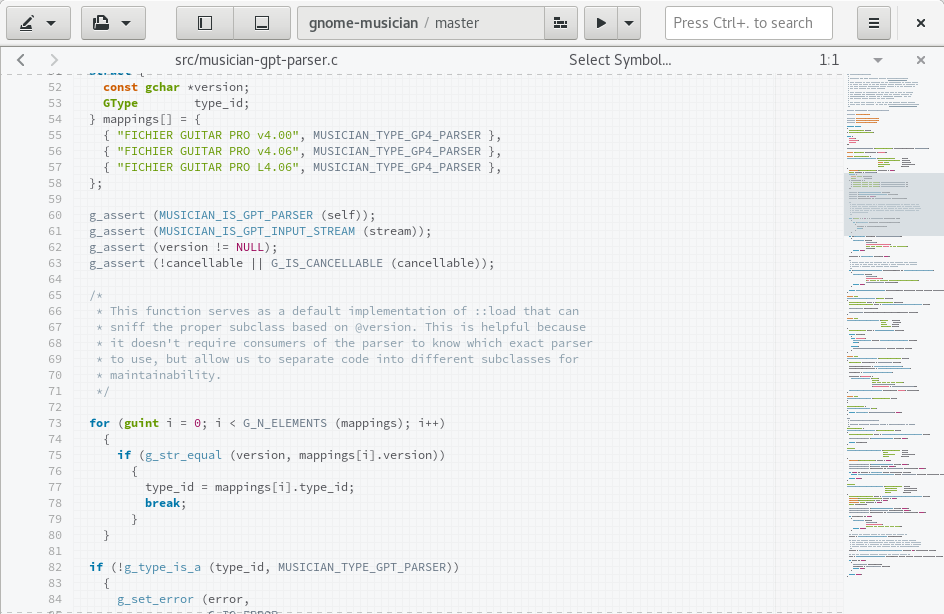 gnome-musician / master
Press Ctrl+. to search
src/musician-gpt-parser.c Select Symbol... 1:1
51 struct {
52 const gchar *version;
53 GType type_id;
54 } mappings[] = {
55 { "FICHIER GUITAR PRO v4.00", MUSICIAN_TYPE_GP4_PARSER },
56 { "FICHIER GUITAR PRO v4.06", MUSICIAN_TYPE_GP4_PARSER },
57 { "FICHIER GUITAR PRO L4.06", MUSICIAN_TYPE_GP4_PARSER },
58 };
59
60 g_assert (MUSICIAN_IS_GPT_PARSER (self));
61 g_assert (MUSICIAN_IS_GPT_INPUT_STREAM (stream));
62 g_assert (version != NULL);
63 g_assert (!cancellable || G_IS_CANCELLABLE (cancellable));
64
65 /*
66 * This function serves as a default implementation of ::load that can
67 * sniff the proper subclass based on @version. This is helpful because
68 * it doesn't require consumers of the parser to know which exact parser
69 * to use, but allow us to separate code into different subclasses for
70 * maintainability.
71 */
72
73 for (guint i = 0; i < G_N_ELEMENTS (mappings); i++)
74 {
75 if (g_str_equal (version, mappings[i].version))
76 {
77 type_id = mappings[i].type_id;
78 break;
79 }
80 }
81
82 if (!g_type_is_a (type_id, MUSICIAN_TYPE_GPT_PARSER))
83 {
84 g_set_error (error,